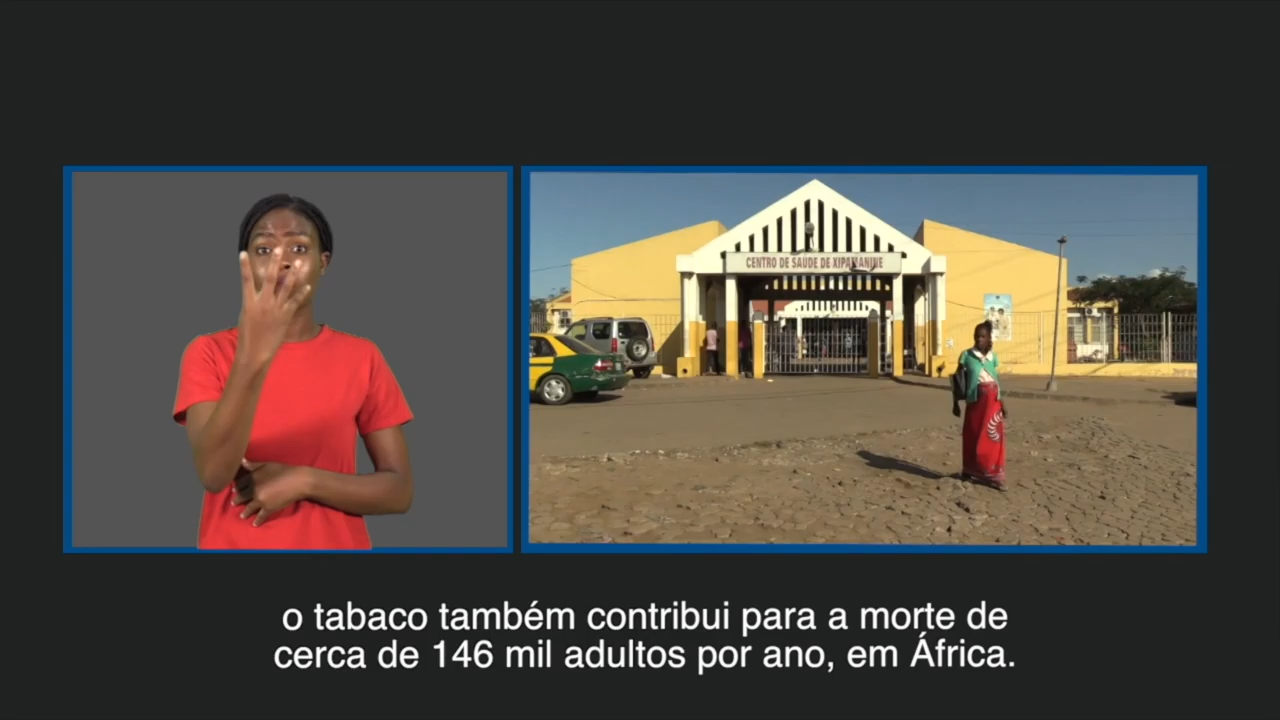 CENTRO DE SAÚDE DE XIPAMANINE
o tabaco também contribui para a morte de
cerca de 146 mil adultos por ano, em África.